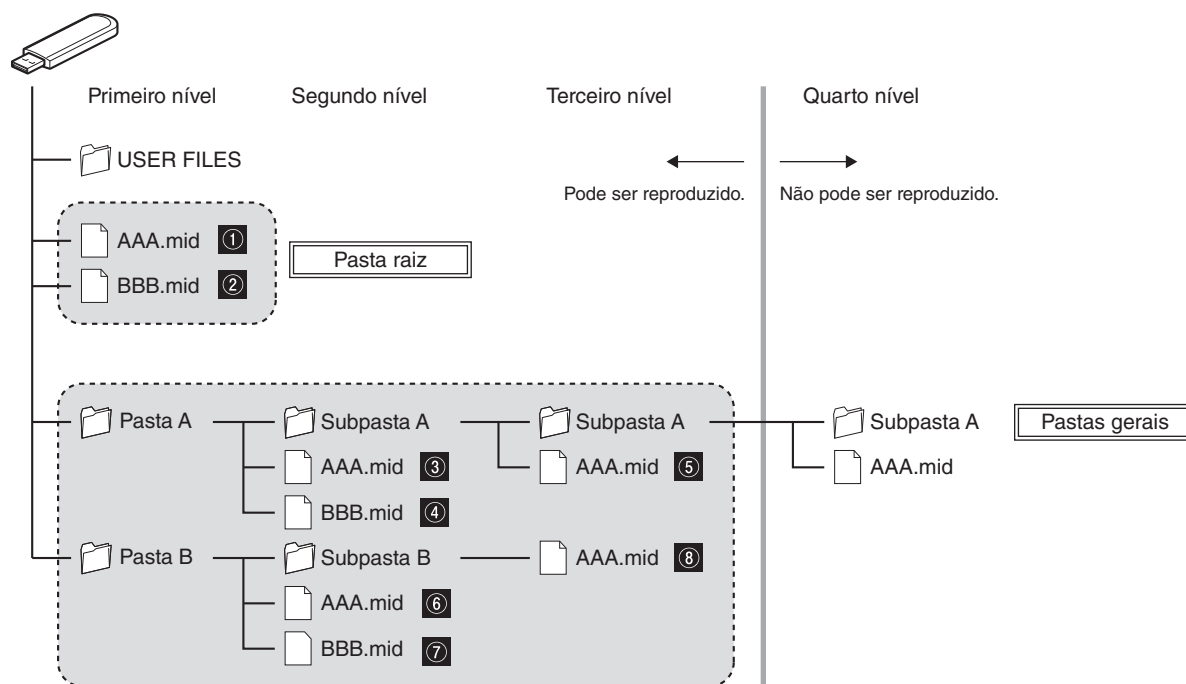 Primeiro nível Segundo nível Terceiro nível Quarto nível
USER FILES
Pode ser reproduzido. Não pode ser reproduzido.
AAA.mid ①
Pasta raiz
BBB.mid ②
Pasta A Subpasta A Subpasta A Subpasta A Pastas gerais
AAA.mid ③ AAA.mid ⑤ AAA.mid
BBB.mid ④
Pasta B Subpasta B AAA.mid ⑧
AAA.mid ⑥
BBB.mid ⑦